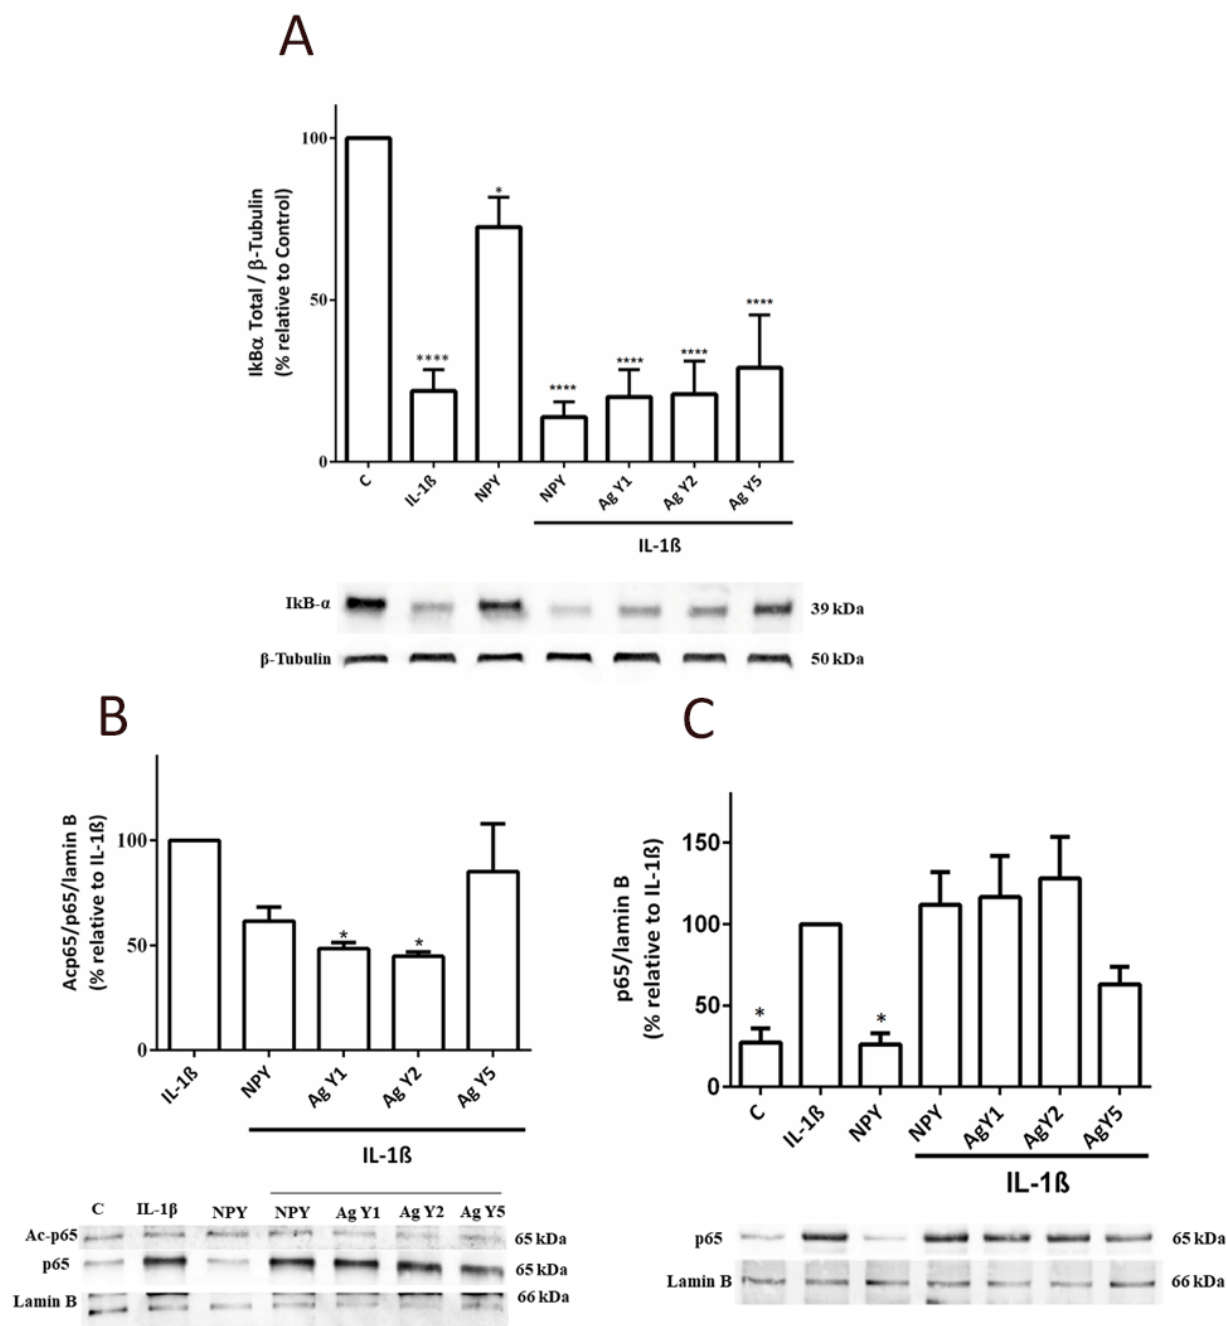 A
IkBα Total / β-Tubulin
(% relative to Control)
100
50
0
*
****
****
****
****
****
C
IL-1ß
NPY
NPY
Ag Y1
Ag Y2
Ag Y5
IL-1ß
IkB-α
39 kDa
β-Tubulin
50 kDa
B
Acp65/p65/lamin B
(% relative to IL-1ß)
100
50
0
*
*
IL-1ß
NPY
Ag Y1
Ag Y2
Ag Y5
IL-1ß
C
IL-1β
NPY
NPY
Ag Y1
Ag Y2
Ag Y5
Ac-p65
65 kDa
p65
65 kDa
Lamin B
66 kDa
C
p65/lamin B
(% relative to IL-1ß)
150
100
50
0
*
*
C
IL-1ß
NPY
NPY
AgY1
AgY2
AgY5
IL-1ß
p65
65 kDa
Lamin B
66 kDa